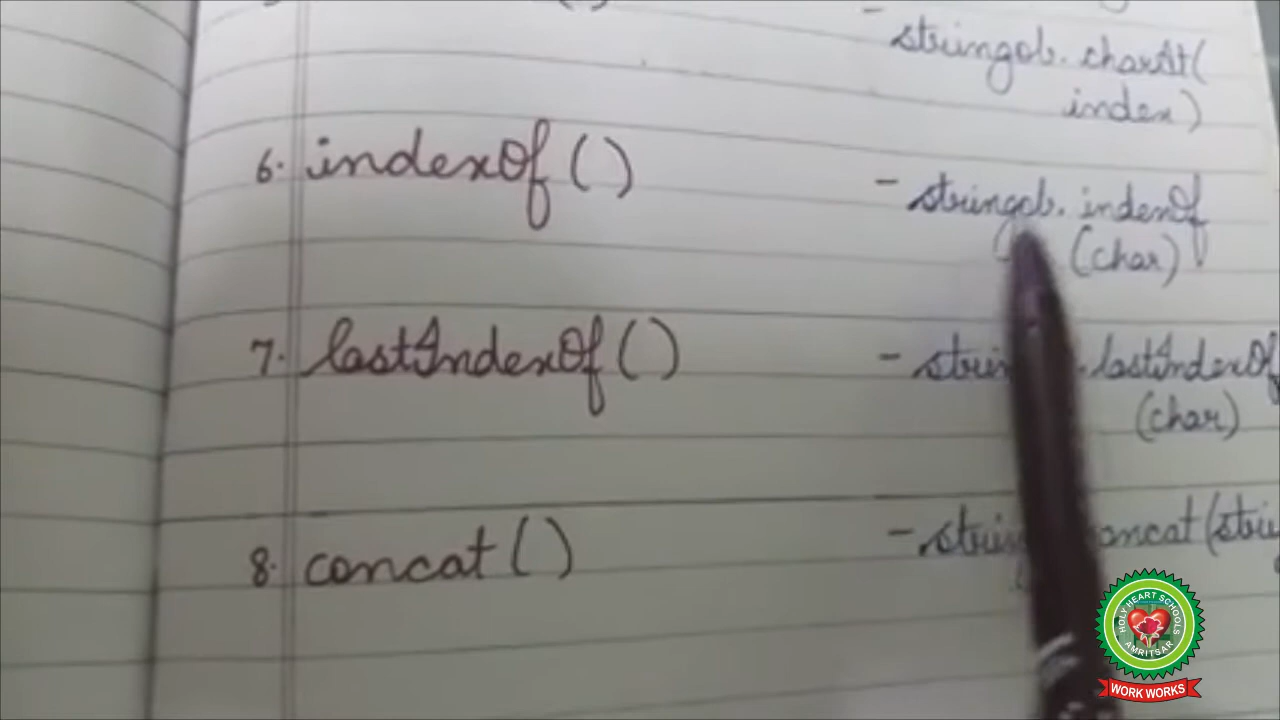 stringob. charAt(
index)
6. indexOf ()
- stringob. indexOf
(char)
7. lastIndexOf ()
- lastIndexOf
(char)
8. concat ()
HOLY HEART SCHOOLS
AMRITSAR
WORK WORKS